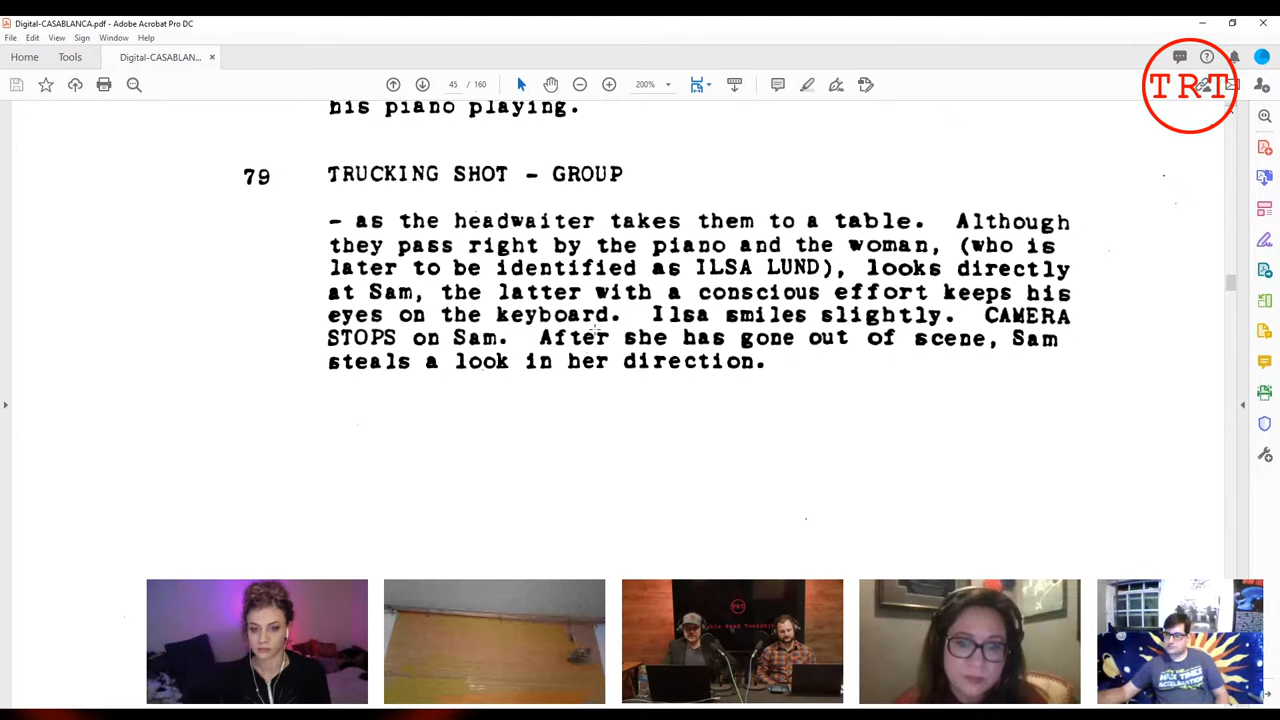 Digital-CASABLANCA.pdf - Adobe Acrobat Pro DC
File Edit View Sign Window Help
Home Tools Digital-CASABLAN... ×
45 / 160 200%
TRT
his piano playing.
79 TRUCKING SHOT - GROUP
- as the headwaiter takes them to a table. Although
they pass right by the piano and the woman, (who is
later to be identified as ILSA LUND), looks directly
at Sam, the latter with a conscious effort keeps his
eyes on the keyboard. Ilsa smiles slightly. CAMERA
STOPS on Sam. After she has gone out of scene, Sam
steals a look in her direction.
TRT